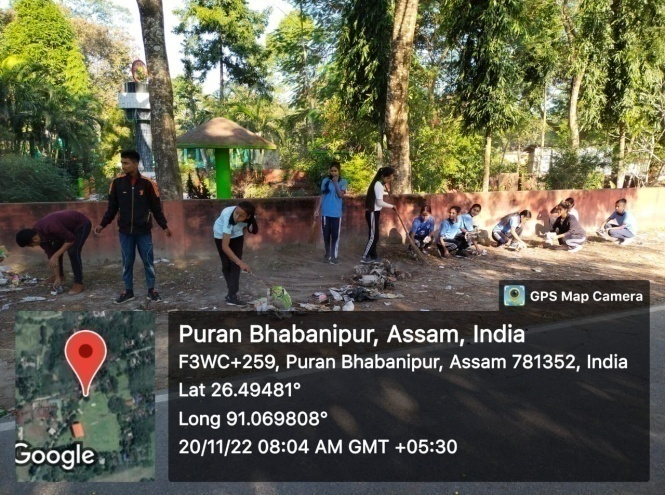 GPS Map Camera
Puran Bhabanipur, Assam, India
F3WC+259, Puran Bhabanipur, Assam 781352, India
Lat 26.49481°
Long 91.069808°
20/11/22 08:04 AM GMT +05:30
Google